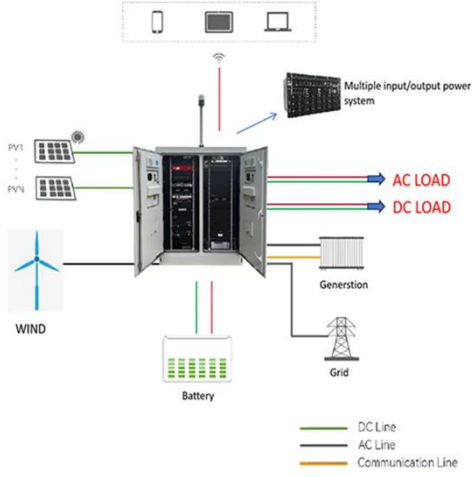 Multiple input/output power
system
PV1
PVN
AC LOAD
DC LOAD
WIND
Generstion
Grid
Battery
DC Line
AC Line
Communication Line